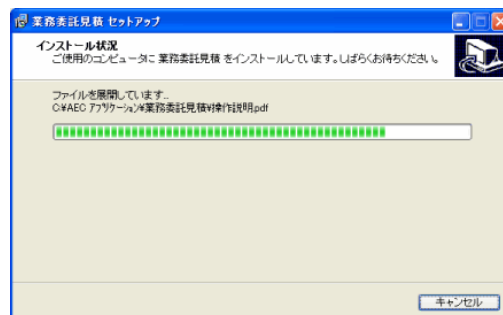 業務委託見積 セットアップ
インストール状況
ご使用のコンピュータに 業務委託見積 をインストールしています。しばらくお待ちください。
ファイルを展開しています...
C:¥AEC アプリケーション¥業務委託見積¥操作説明.pdf
キャンセル